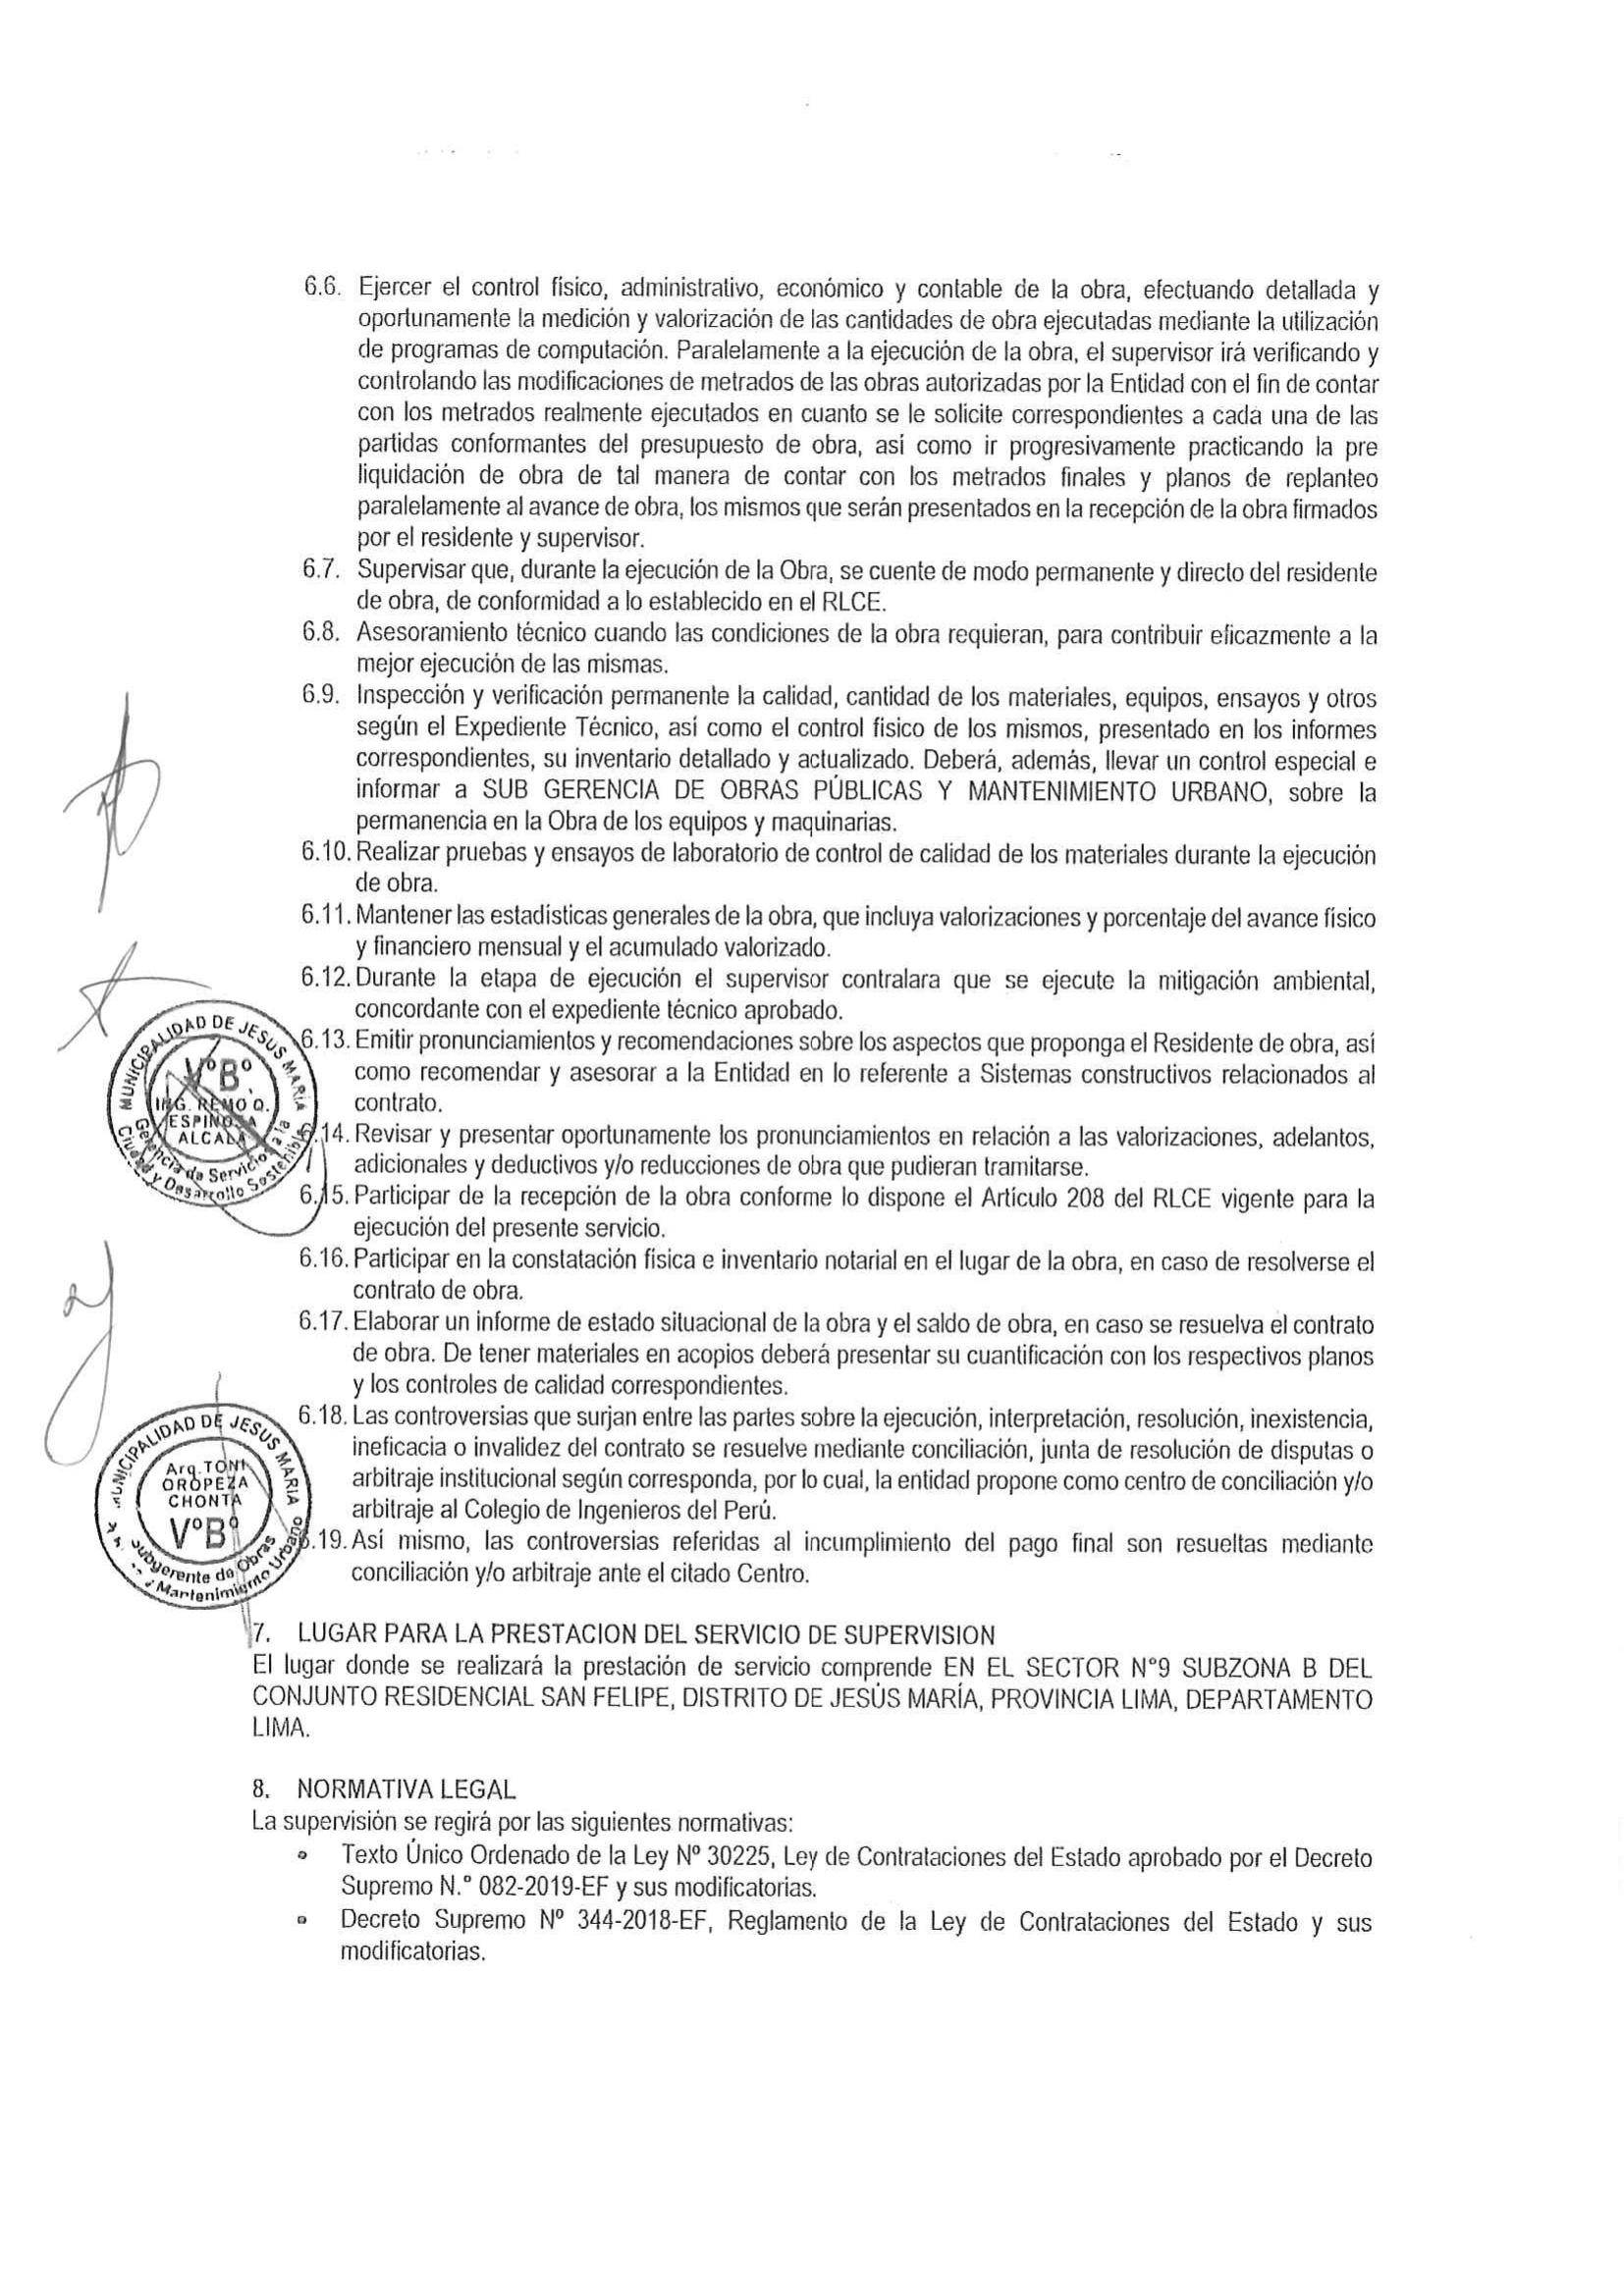 6.6. Ejercer el control físico, administrativo, económico y contable de la obra, efectuando detallada y
oportunamente la medición y valorización de las cantidades de obra ejecutadas mediante la utilización
de programas de computación. Paralelamente a la ejecución de la obra, el supervisor irá verificando y
controlando las modificaciones de metrados de las obras autorizadas por la Entidad con el fin de contar
con los metrados realmente ejecutados en cuanto se le solicite correspondientes a cada una de las
partidas conformantes del presupuesto de obra, así como ir progresivamente practicando la pre
liquidación de obra de tal manera de contar con los metrados finales y planos de replanteo
paralelamente al avance de obra, los mismos que serán presentados en la recepción de la obra firmados
por el residente y supervisor.
6.7. Supervisar que, durante la ejecución de la Obra, se cuente de modo permanente y directo del residente
de obra, de conformidad a lo establecido en el RLCE.
6.8. Asesoramiento técnico cuando las condiciones de la obra requieran, para contribuir eficazmente a la
mejor ejecución de las mismas.
6.9. Inspección y verificación permanente la calidad, cantidad de los materiales, equipos, ensayos y otros
según el Expediente Técnico, así como el control físico de los mismos, presentado en los informes
correspondientes, su inventario detallado y actualizado. Deberá, además, llevar un control especial e
informar a SUB GERENCIA DE OBRAS PÚBLICAS Y MANTENIMIENTO URBANO, sobre la
permanencia en la Obra de los equipos y maquinarias.
6.10. Realizar pruebas y ensayos de laboratorio de control de calidad de los materiales durante la ejecución
de obra.
6.11. Mantener las estadísticas generales de la obra, que incluya valorizaciones y porcentaje del avance físico
y financiero mensual y el acumulado valorizado.
6.12. Durante la etapa de ejecución el supervisor contralara que se ejecute la mitigación ambiental,
concordante con el expediente técnico aprobado.
6.13. Emitir pronunciamientos y recomendaciones sobre los aspectos que proponga el Residente de obra, así
como recomendar y asesorar a la Entidad en lo referente a Sistemas constructivos relacionados al
contrato.
.14. Revisar y presentar oportunamente los pronunciamientos en relación a las valorizaciones, adelantos,
adicionales y deductivos y/o reducciones de obra que pudieran tramitarse.
6.15. Participar de la recepción de la obra conforme lo dispone el Artículo 208 del RLCE vigente para la
ejecución del presente servicio.
6.16. Participar en la constatación física e inventario notarial en el lugar de la obra, en caso de resolverse el
contrato de obra.
6.17. Elaborar un informe de estado situacional de la obra y el saldo de obra, en caso se resuelva el contrato
de obra. De tener materiales en acopios deberá presentar su cuantificación con los respectivos planos
y los controles de calidad correspondientes.
6.18. Las controversias que surjan entre las partes sobre la ejecución, interpretación, resolución, inexistencia,
ineficacia o invalidez del contrato se resuelve mediante conciliación, junta de resolución de disputas o
arbitraje institucional según corresponda, por lo cual, la entidad propone como centro de conciliación y/o
arbitraje al Colegio de Ingenieros del Perú.
.19. Así mismo, las controversias referidas al incumplimiento del pago final son resueltas mediante
conciliación y/o arbitraje ante el citado Centro.
MUNICIPALIDAD DE JESUS MARIA
VºBº
ING. REMO Q.
ESPINOZA
ALCALA
Gerencia de Servicio a la
Ciudad y Desarrollo Sostenible
MUNICIPALIDAD DE JESUS MARIA
Arq. TONI
OROPEZA
CHONTA
VºBº
Subgerente de Obras
Mantenimiento Urbano
7. LUGAR PARA LA PRESTACION DEL SERVICIO DE SUPERVISION
El lugar donde se realizará la prestación de servicio comprende EN EL SECTOR N°9 SUBZONA B DEL
CONJUNTO RESIDENCIAL SAN FELIPE, DISTRITO DE JESÚS MARÍA, PROVINCIA LIMA, DEPARTAMENTO
LIMA.
8. NORMATIVA LEGAL
La supervisión se regirá por las siguientes normativas:
• Texto Único Ordenado de la Ley Nº 30225, Ley de Contrataciones del Estado aprobado por el Decreto
Supremo N.° 082-2019-EF y sus modificatorias.
• Decreto Supremo Nº 344-2018-EF, Reglamento de la Ley de Contrataciones del Estado y sus
modificatorias.